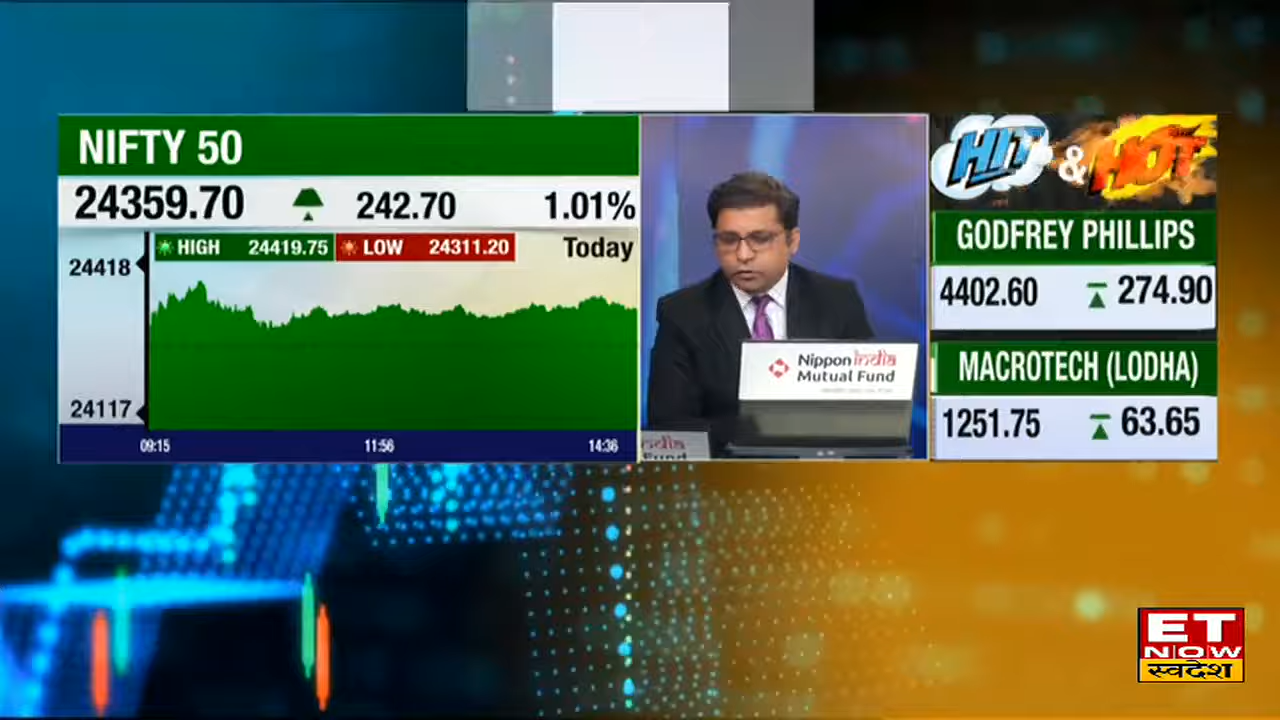 NIFTY 50
24359.70 242.70 1.01%
HIGH 24419.75 LOW 24311.20 Today
24418
24117
09:15 11:56 14:36
Nippon india
Mutual Fund
india
Fund
HIT & HOT
GODFREY PHILLIPS
4402.60 274.90
MACROTECH (LODHA)
1251.75 63.65
ET
NOW
स्वदेश